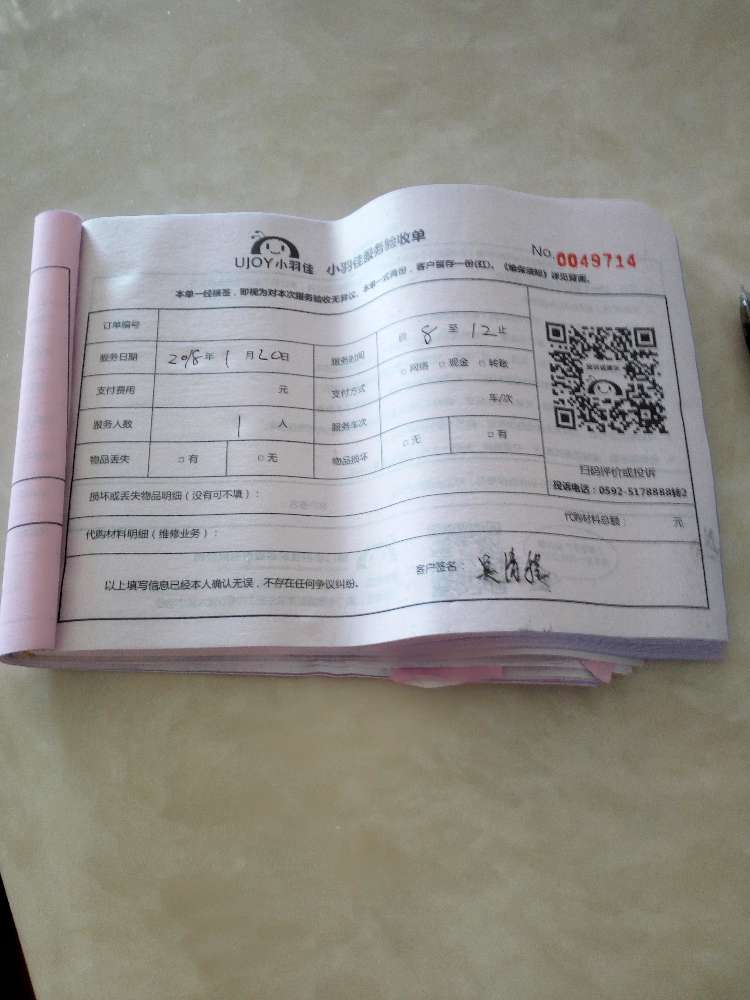 UJOY小羽佳 小羽佳服务验收单 No. 0049714
本单一经填签，即视为对本次服务验收无异议，本单一式两份，客户留存一份(红)。《维保须知》详见背面。
订单编号
服务日期 2018年1月20日 服务时间 自8至12止
支付费用 元 支付方式 □网络 □现金 □转账
服务人数 1人 服务车次 车/次
物品丢失 □有 □无 物品损坏 □无 □有
扫码评价或投诉
投诉电话：0592-5178888转2
损坏或丢失物品明细（没有可不填）：
代购材料明细（维修业务）： 代购材料总额： 元
以上填写信息已经本人确认无误，不存在任何争议纠纷。 客户签名：